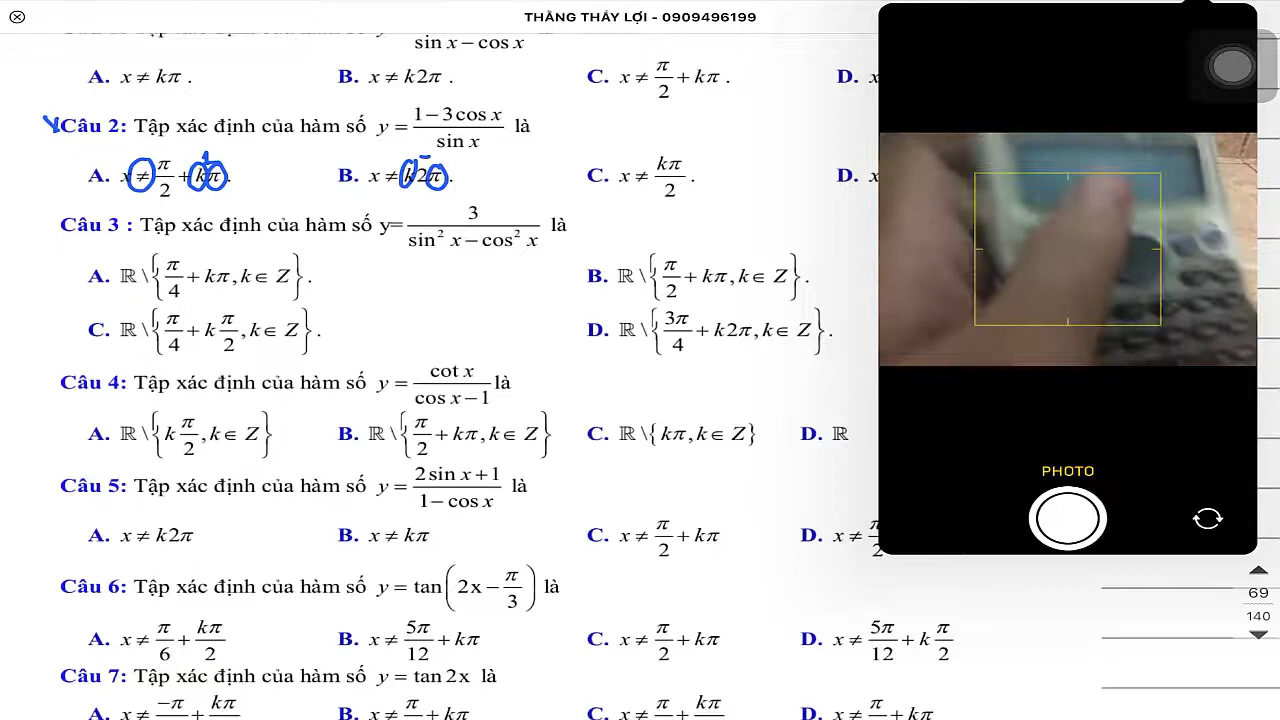 THẦNG THẦY LỢI - 0909496199
sin x − cos x
A. x ≠ kπ . B. x ≠ k2π . C. x ≠ π/2 + kπ . D. x
Câu 2: Tập xác định của hàm số y = (1 − 3cos x)/(sin x) là
A. x ≠ π/2 + kπ . B. x ≠ k2π . C. x ≠ kπ/2 . D. x
Câu 3 : Tập xác định của hàm số y= 3/(sin² x − cos² x) là
A. ℝ \ {π/4 + kπ, k ∈ Z} . B. ℝ \ {π/2 + kπ, k ∈ Z} .
C. ℝ \ {π/4 + k π/2, k ∈ Z} . D. ℝ \ {3π/4 + k2π, k ∈ Z} .
Câu 4: Tập xác định của hàm số y = cot x/(cos x − 1) là
A. ℝ \ {k π/2, k ∈ Z} B. ℝ \ {π/2 + kπ, k ∈ Z} C. ℝ \ {kπ, k ∈ Z} D. ℝ
Câu 5: Tập xác định của hàm số y = (2sin x + 1)/(1 − cos x) là
A. x ≠ k2π B. x ≠ kπ C. x ≠ π/2 + kπ D. x ≠ π/2
Câu 6: Tập xác định của hàm số y = tan(2x − π/3) là
A. x ≠ π/6 + kπ/2 B. x ≠ 5π/12 + kπ C. x ≠ π/2 + kπ D. x ≠ 5π/12 + k π/2
Câu 7: Tập xác định của hàm số y = tan 2x là
A. x ≠ −π + kπ B. x ≠ π + kπ C. x ≠ π + kπ D. x ≠ π + kπ
PHOTO
69
140